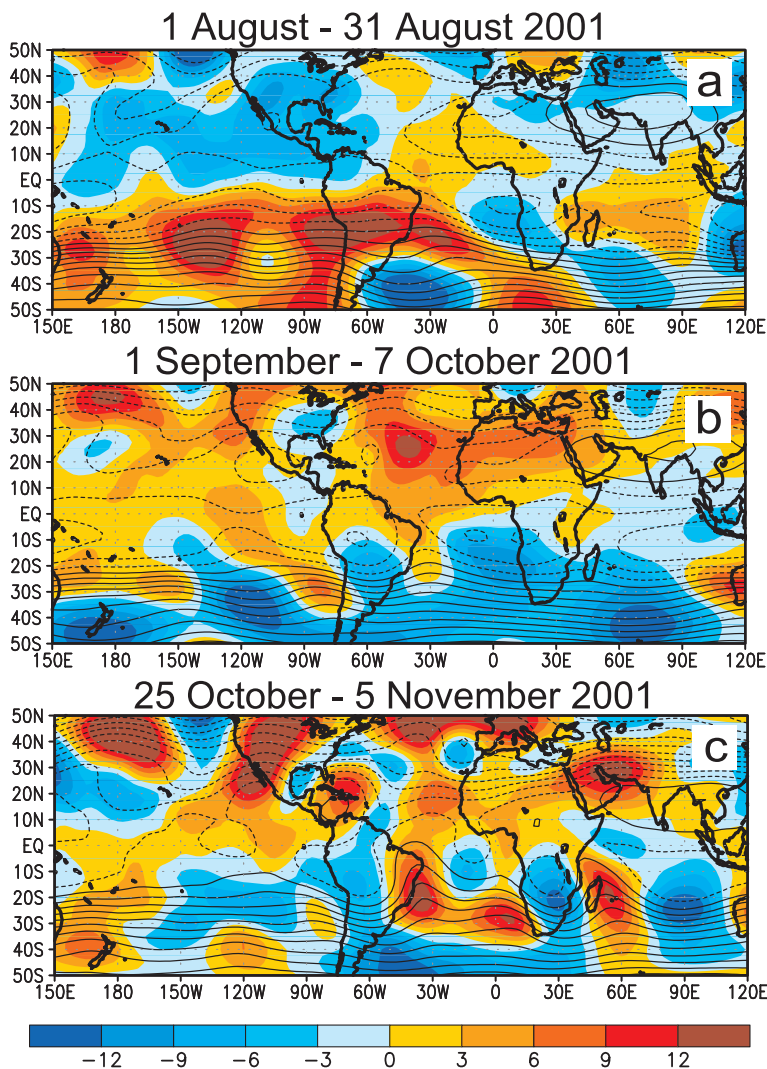 1 August - 31 August 2001
a
50N
40N
30N
20N
10N
EQ
10S
20S
30S
40S
50S
150E 180 150W 120W 90W 60W 30W 0 30E 60E 90E 120E
1 September - 7 October 2001
b
50N
40N
30N
20N
10N
EQ
10S
20S
30S
40S
50S
150E 180 150W 120W 90W 60W 30W 0 30E 60E 90E 120E
25 October - 5 November 2001
c
50N
40N
30N
20N
10N
EQ
10S
20S
30S
40S
50S
150E 180 150W 120W 90W 60W 30W 0 30E 60E 90E 120E
−12 −9 −6 −3 0 3 6 9 12